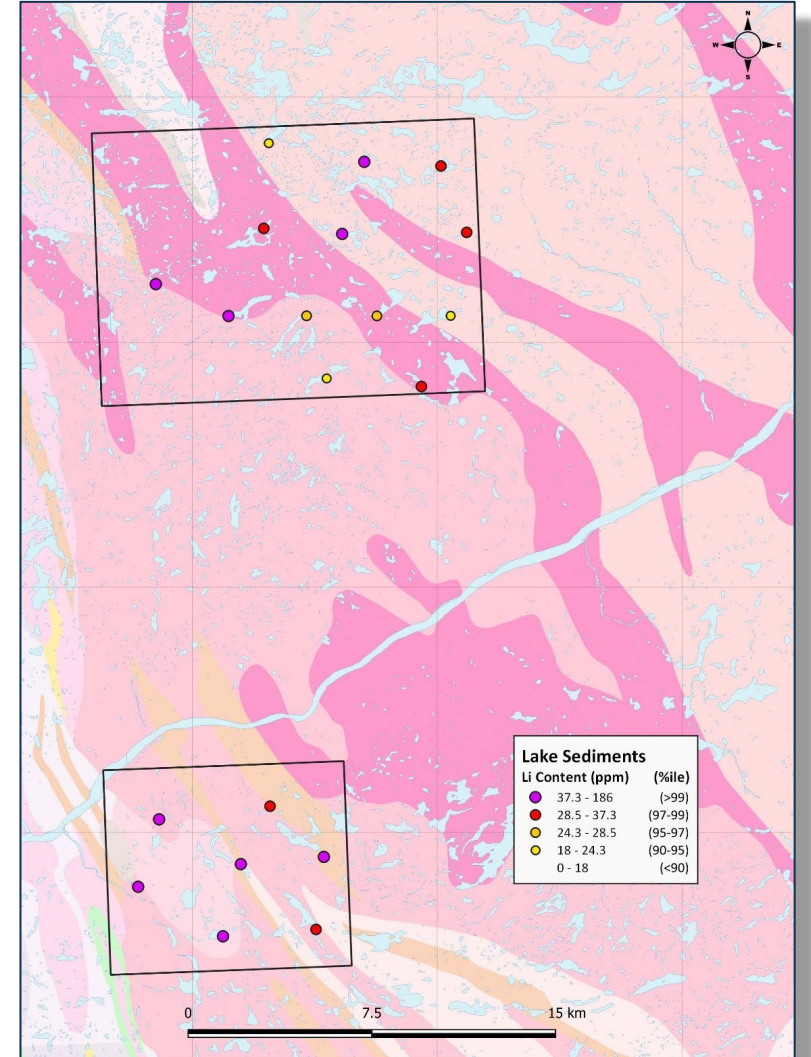 N
W E
S
Lake Sediments
Li Content (ppm) (%ile)
37.3 - 186 (>99)
28.5 - 37.3 (97-99)
24.3 - 28.5 (95-97)
18 - 24.3 (90-95)
0 - 18 (<90)
0 7.5 15 km